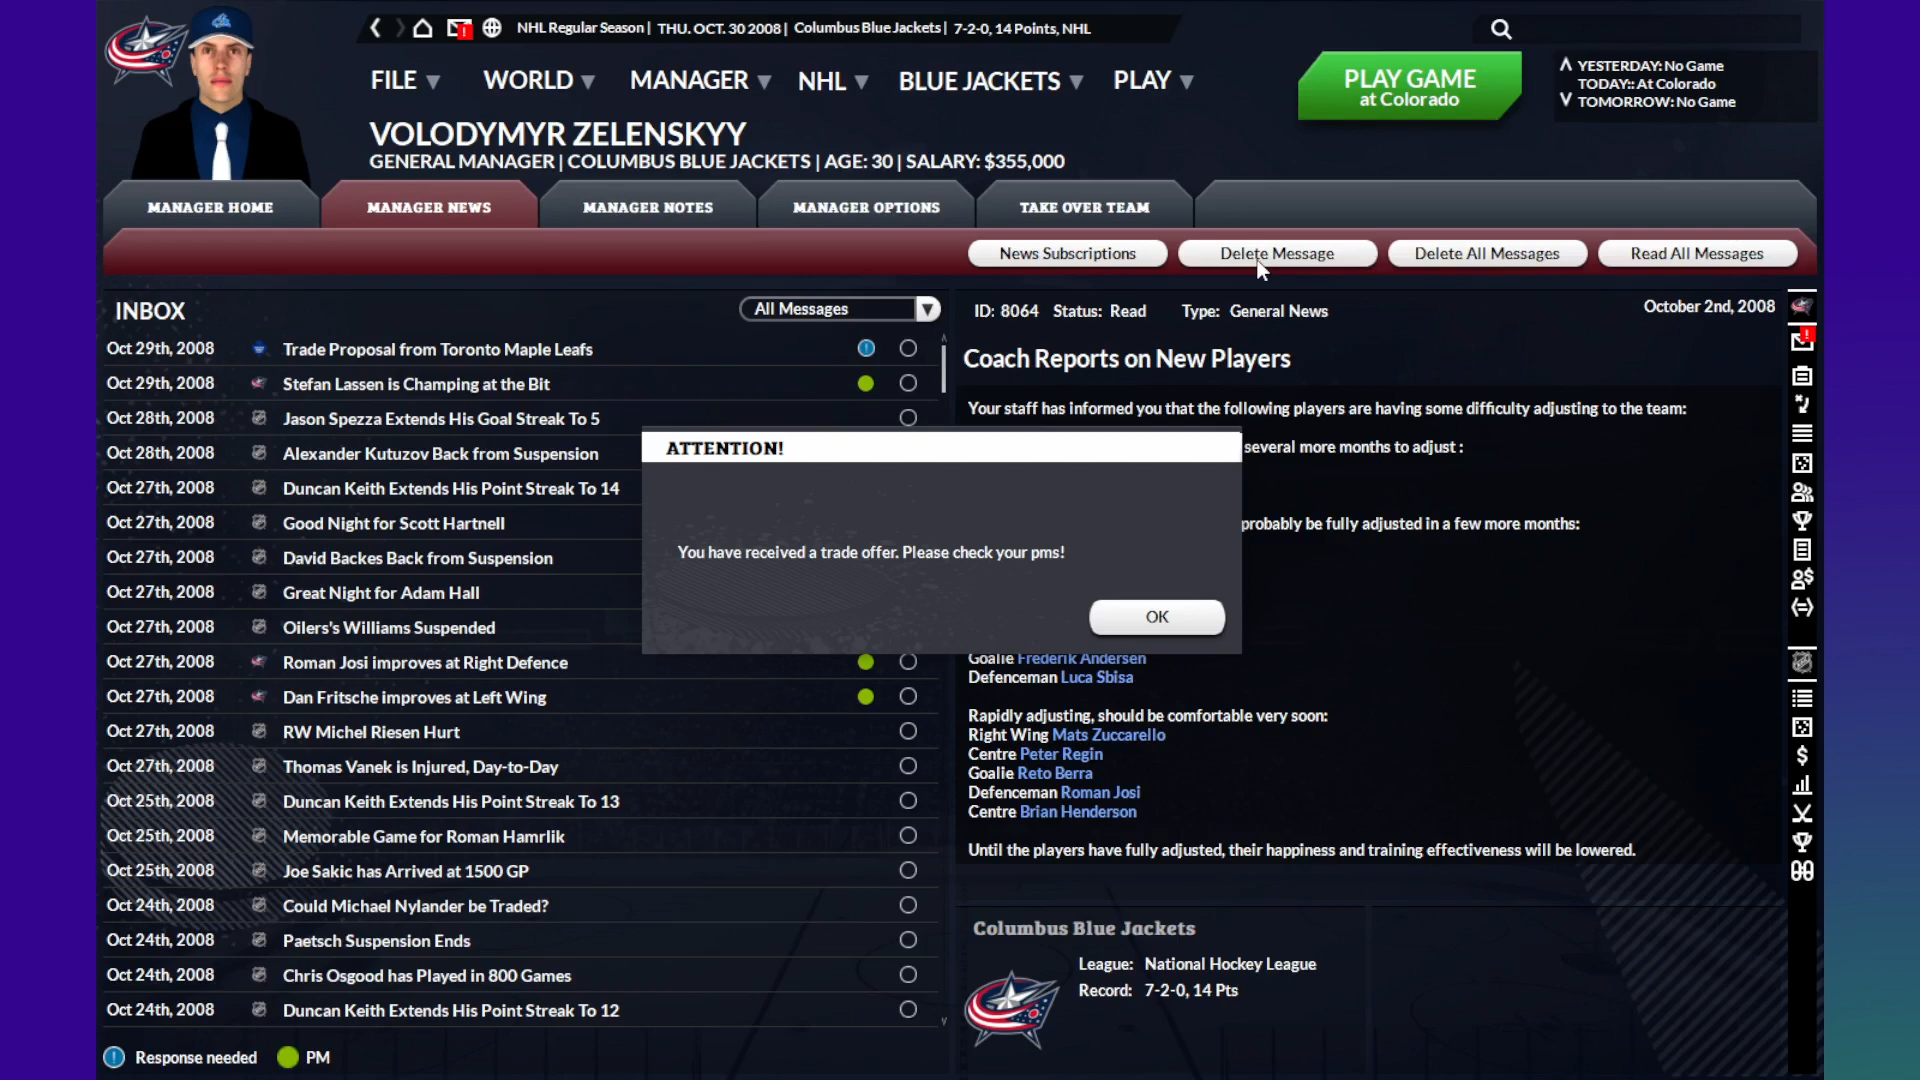 NHL Regular Season | THU. OCT. 30 2008 | Columbus Blue Jackets | 7-2-0, 14 Points, NHL
FILE WORLD MANAGER NHL BLUE JACKETS PLAY
PLAY GAME
at Colorado
YESTERDAY: No Game
TODAY:: At Colorado
TOMORROW: No Game
VOLODYMYR ZELENSKYY
GENERAL MANAGER | COLUMBUS BLUE JACKETS | AGE: 30 | SALARY: $355,000
MANAGER HOME MANAGER NEWS MANAGER NOTES MANAGER OPTIONS TAKE OVER TEAM
News Subscriptions Delete Message Delete All Messages Read All Messages
INBOX All Messages
Oct 29th, 2008 Trade Proposal from Toronto Maple Leafs
Oct 29th, 2008 Stefan Lassen is Champing at the Bit
Oct 28th, 2008 Jason Spezza Extends His Goal Streak To 5
Oct 28th, 2008 Alexander Kutuzov Back from Suspension
Oct 27th, 2008 Duncan Keith Extends His Point Streak To 14
Oct 27th, 2008 Good Night for Scott Hartnell
Oct 27th, 2008 David Backes Back from Suspension
Oct 27th, 2008 Great Night for Adam Hall
Oct 27th, 2008 Oilers's Williams Suspended
Oct 27th, 2008 Roman Josi improves at Right Defence
Oct 27th, 2008 Dan Fritsche improves at Left Wing
Oct 27th, 2008 RW Michel Riesen Hurt
Oct 27th, 2008 Thomas Vanek is Injured, Day-to-Day
Oct 25th, 2008 Duncan Keith Extends His Point Streak To 13
Oct 25th, 2008 Memorable Game for Roman Hamrlik
Oct 25th, 2008 Joe Sakic has Arrived at 1500 GP
Oct 24th, 2008 Could Michael Nylander be Traded?
Oct 24th, 2008 Paetsch Suspension Ends
Oct 24th, 2008 Chris Osgood has Played in 800 Games
Oct 24th, 2008 Duncan Keith Extends His Point Streak To 12
Response needed PM
ATTENTION!
You have received a trade offer. Please check your pms!
OK
ID: 8064 Status: Read Type: General News October 2nd, 2008
Coach Reports on New Players
Your staff has informed you that the following players are having some difficulty adjusting to the team:
several more months to adjust :
probably be fully adjusted in a few more months:
Goalie Frederik Andersen
Defenceman Luca Sbisa
Rapidly adjusting, should be comfortable very soon:
Right Wing Mats Zuccarello
Centre Peter Regin
Goalie Reto Berra
Defenceman Roman Josi
Centre Brian Henderson
Until the players have fully adjusted, their happiness and training effectiveness will be lowered.
Columbus Blue Jackets
League: National Hockey League
Record: 7-2-0, 14 Pts